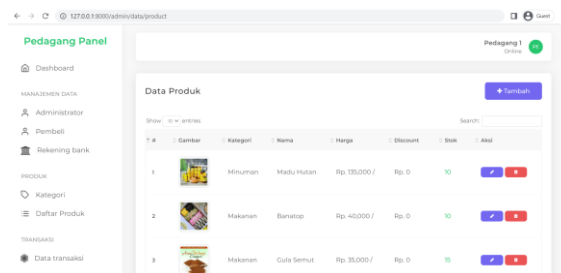 127.0.0.1:8000/admin/data/product
Guest
Pedagang Panel
Pedagang 1
Online
PE
Dashboard
MANAJEMEN DATA
Administrator
Pembeli
Rekening bank
PRODUK
Kategori
Daftar Produk
TRANSAKSI
Data transaksi
Data Produk
+ Tambah
Show 10 entries
Search:
# Gambar Kategori Nama Harga Discount Stok Aksi
1 Minuman Madu Hutan Rp. 135,000 / Rp. 0 10
2 Makanan Banatop Rp. 40,000 / Rp. 0 10
3 Makanan Gula Semut Rp. 35,000 / Rp. 0 15